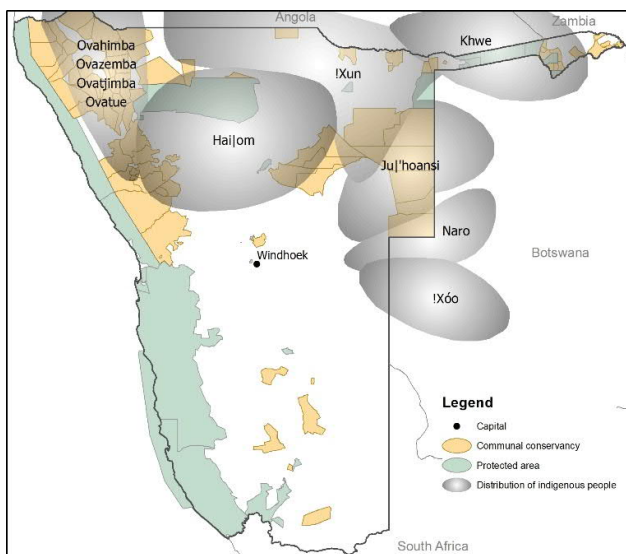 Angola
Zambia
Ovahimba
Ovazemba
Ovatjimba
Ovatue
Khwe
!Xun
Hai|om
Ju|'hoansi
Naro
Botswana
Windhoek
!Xóo
Legend
Capital
Communal conservancy
Protected area
Distribution of indigenous people
South Africa